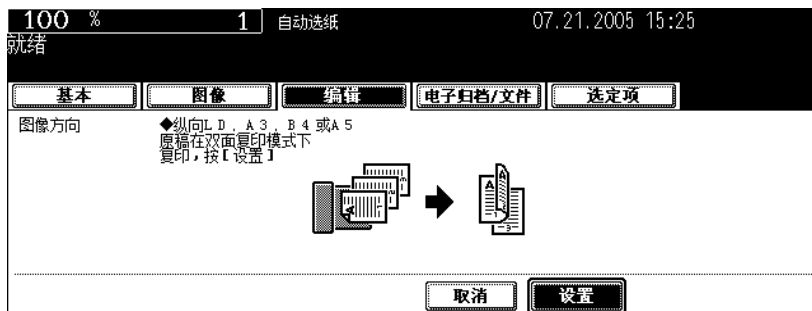 100 % 1 自动选纸 07.21.2005 15:25
就绪
基本 图像 编辑 电子归档/文件 选定项
图像方向 ◆纵向LD，A3，B4或A5
原稿在双面复印模式下
复印，按[设置]
取消 设置